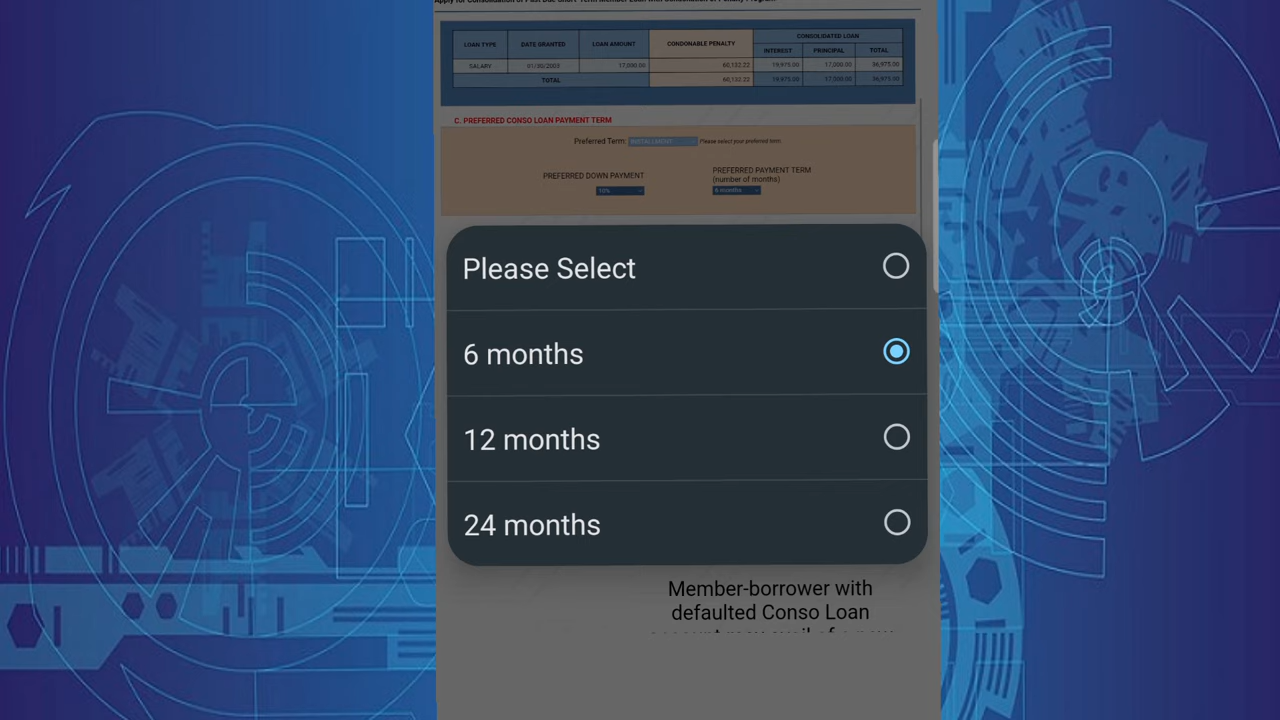 Apply for Consolidation of Past Due Short-Term Member Loan with Condonation of Penalty Program
CONSOLIDATED LOAN
LOAN TYPE DATE GRANTED LOAN AMOUNT CONDONABLE PENALTY
INTEREST PRINCIPAL TOTAL
SALARY 01/30/2003 17,000.00 60,132.22 19,975.00 17,000.00 36,975.00
TOTAL 60,132.22 19,975.00 36,975.00
C. PREFERRED CONSO LOAN PAYMENT TERM
Preferred Term: INSTALLMENT Please select your preferred term.
PREFERRED DOWN PAYMENT
10%
PREFERRED PAYMENT TERM
(number of months)
6 months
Please Select
6 months
12 months
24 months
Member-borrower with
defaulted Conso Loan